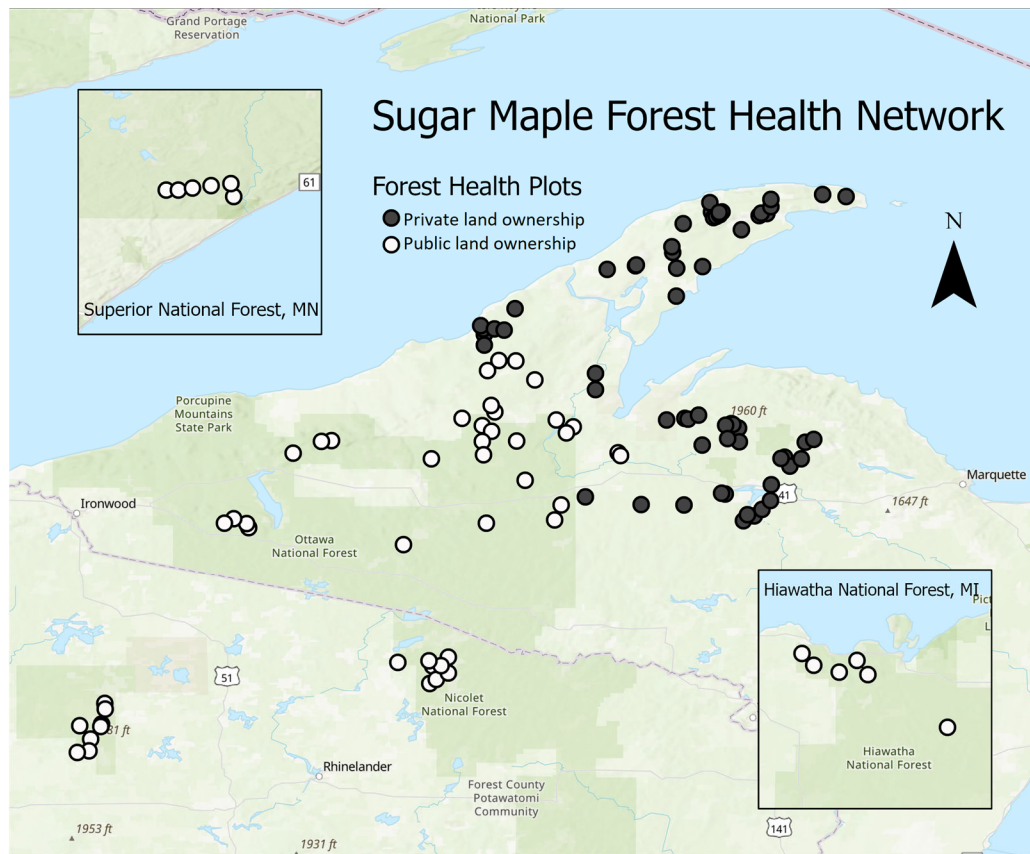 National Park
Grand Portage
Reservation
Sugar Maple Forest Health Network
61
Forest Health Plots
Private land ownership
Public land ownership
N
Superior National Forest, MN
Porcupine
Mountains
State Park
1960 ft
Marquette
41
1647 ft
Ironwood
Ottawa
National Forest
Hiawatha National Forest, MI
51
Nicolet
National Forest
Hiawatha
National Forest
Rhinelander
Forest County
Potawatomi
Community
141
1953 ft
1931 ft